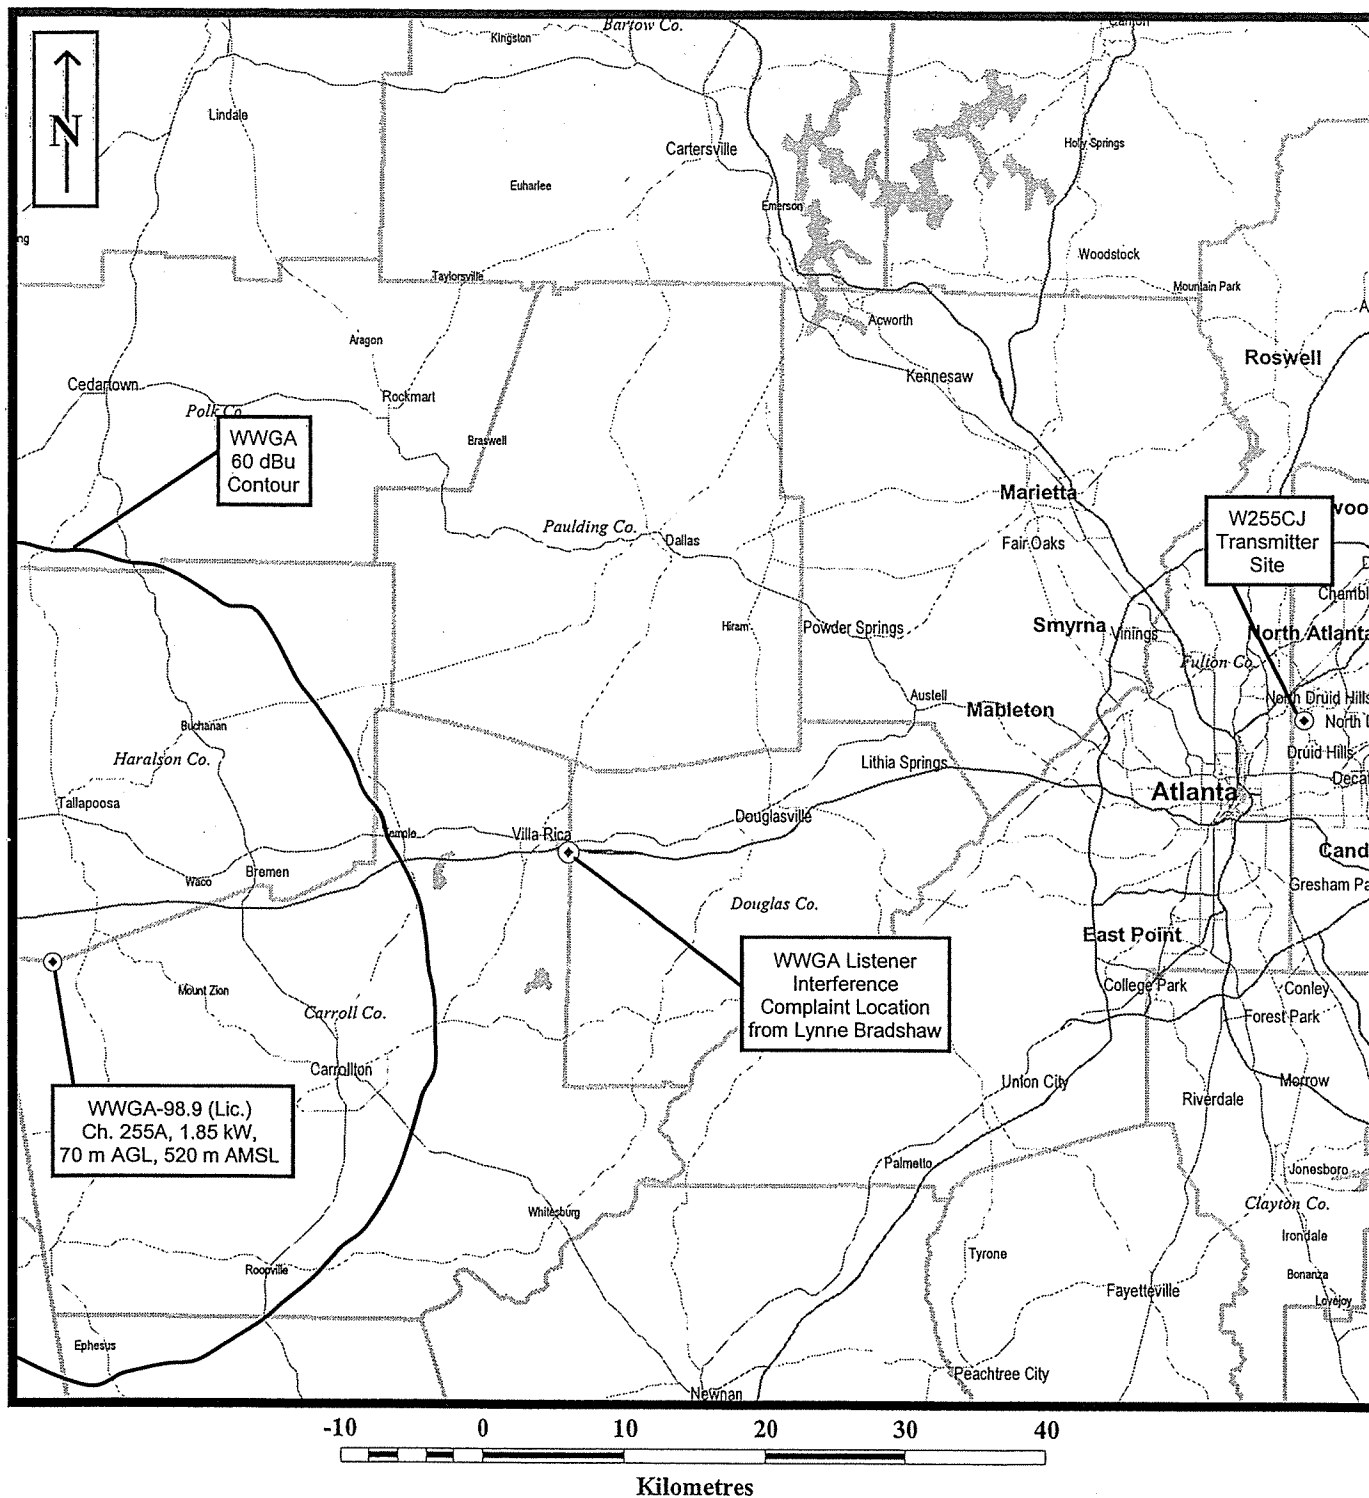 Bartow Co.
Kingston
N
Lindale
Cartersville
Holly Springs
Euharlee
Emerson
ng
Woodstock
Taylorsville
Mountain Park
Acworth
Aragon
Roswell
Kennesaw
Cedartown
Rockmart
Polk Co.
Braswell
WWGA
60 dBu
Contour
Marietta
W255CJ
Transmitter
Site
Paulding Co.
Dallas
Fair Oaks
Hiram
Powder Springs
Smyrna
Vinings
North Atlanta
Fulton Co.
Austell
Mableton
North Druid Hills
Buchanan
Haralson Co.
Lithia Springs
Druid Hills
Atlanta
Tallapoosa
Douglasville
Villa Rica
Waco
Bremen
Cand
Gresham Pa
Douglas Co.
East Point
WWGA Listener
Interference
Complaint Location
from Lynne Bradshaw
College Park
Conley
Mount Zion
Carroll Co.
Forest Park
Carrollton
Union City
Morrow
Riverdale
WWGA-98.9 (Lic.)
Ch. 255A, 1.85 kW,
70 m AGL, 520 m AMSL
Palmetto
Jonesboro
Clayton Co.
Whitesburg
Irondale
Tyrone
Roopville
Bonanza
Fayetteville
Lovejoy
Ephesus
Peachtree City
Newnan
-10 0 10 20 30 40
Kilometres